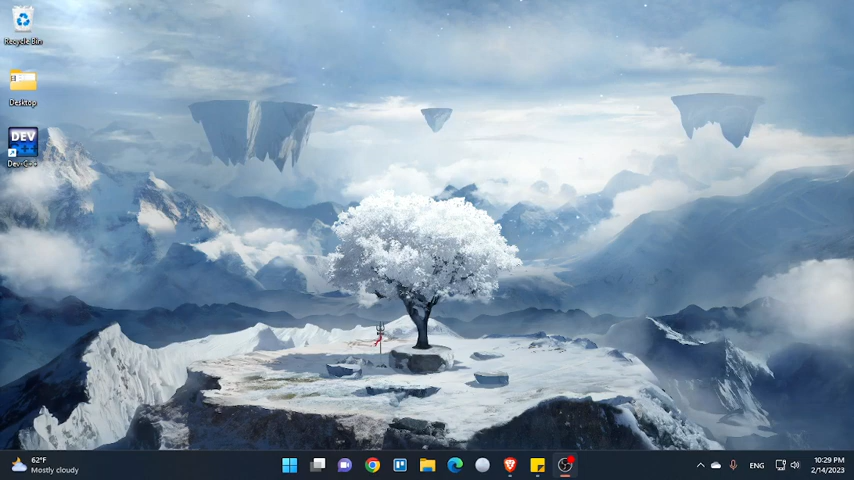 Recycle Bin
Desktop
DEV
C++
Dev-C++
62°F
Mostly cloudy
ENG
10:29 PM
2/14/2023